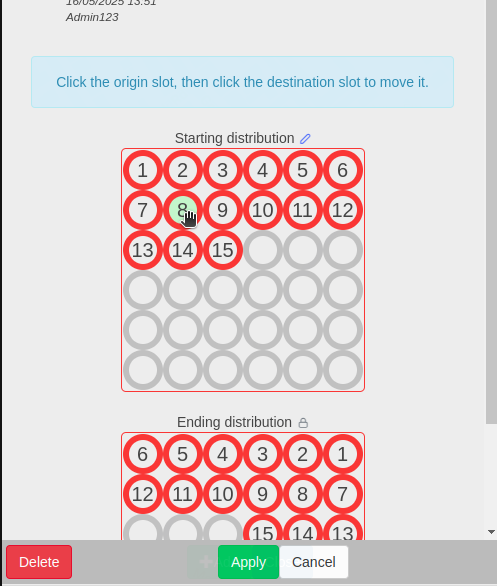 16/05/2025 13:51
Admin123
Click the origin slot, then click the destination slot to move it.
Starting distribution
1 2 3 4 5 6
7 8 9 10 11 12
13 14 15
Ending distribution
6 5 4 3 2 1
12 11 10 9 8 7
15 14 13
Delete Apply Cancel